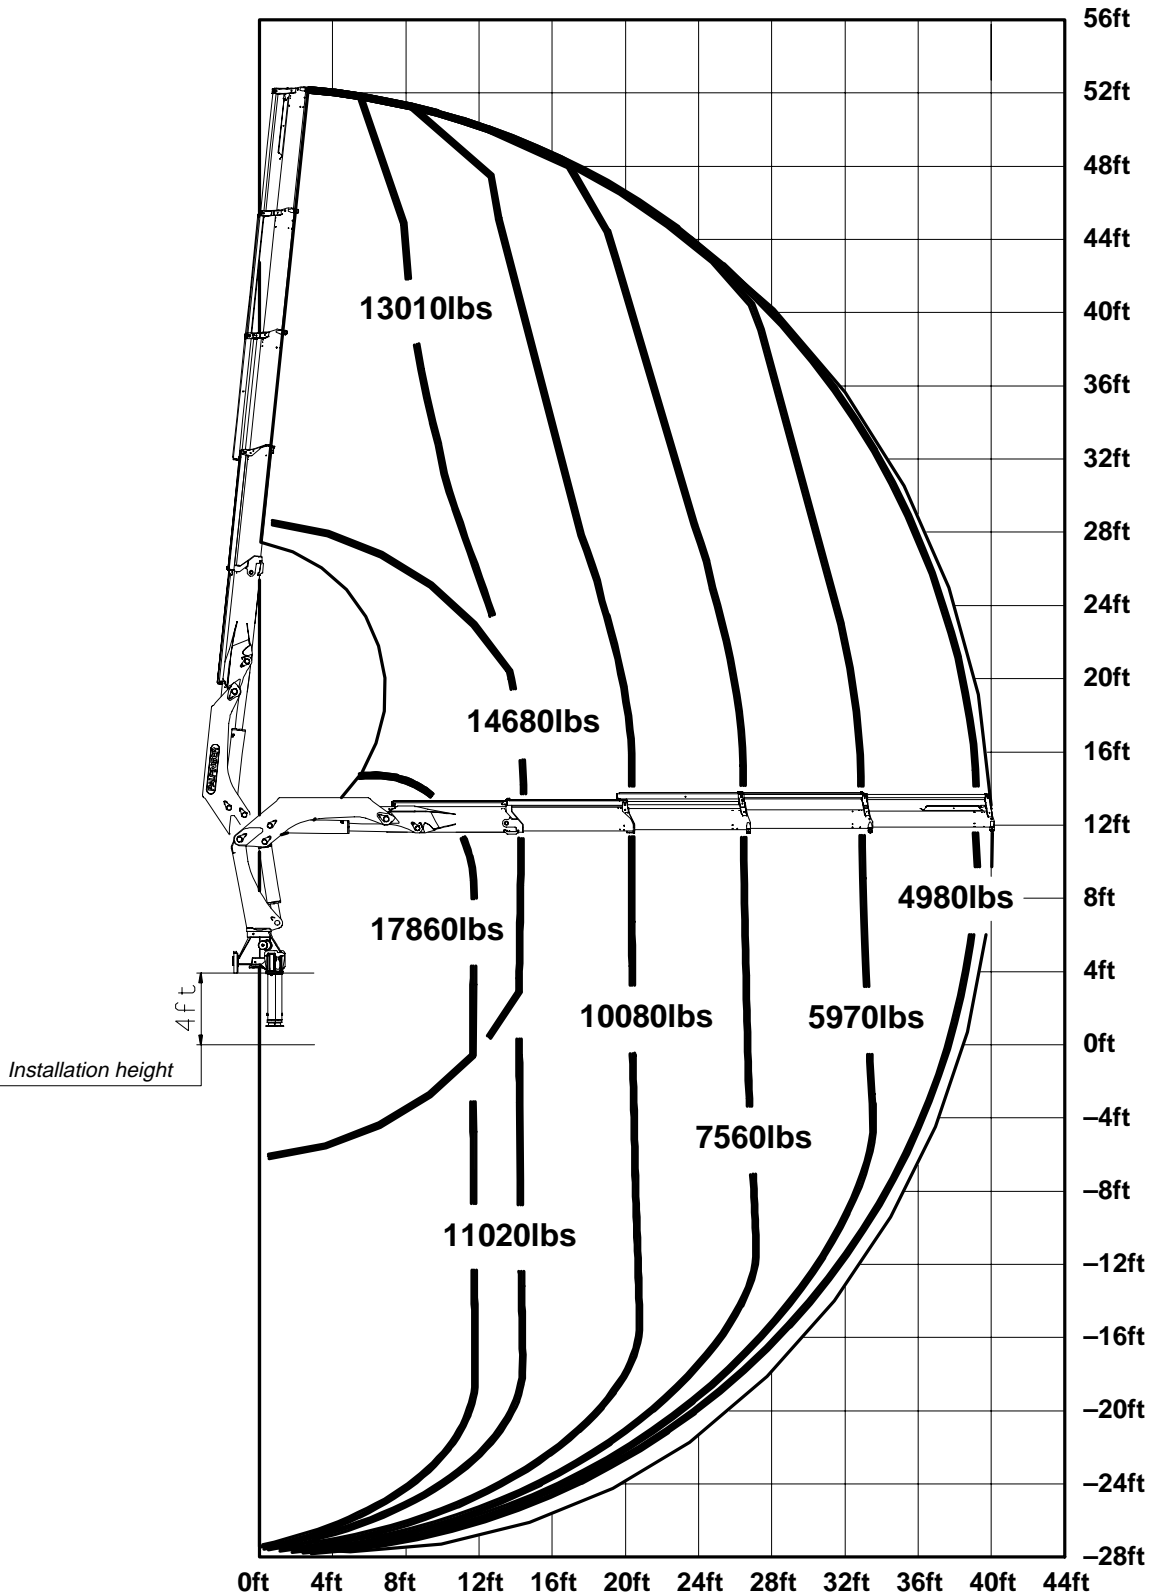 56ft
52ft
48ft
44ft
40ft
13010lbs
36ft
32ft
28ft
24ft
20ft
14680lbs
16ft
PALFINGER
12ft
8ft
4980lbs
17860lbs
4ft
4ft
10080lbs
5970lbs
0ft
Installation height
–4ft
7560lbs
–8ft
11020lbs
–12ft
–16ft
–20ft
–24ft
–28ft
0ft 4ft 8ft 12ft 16ft 20ft 24ft 28ft 32ft 36ft 40ft 44ft